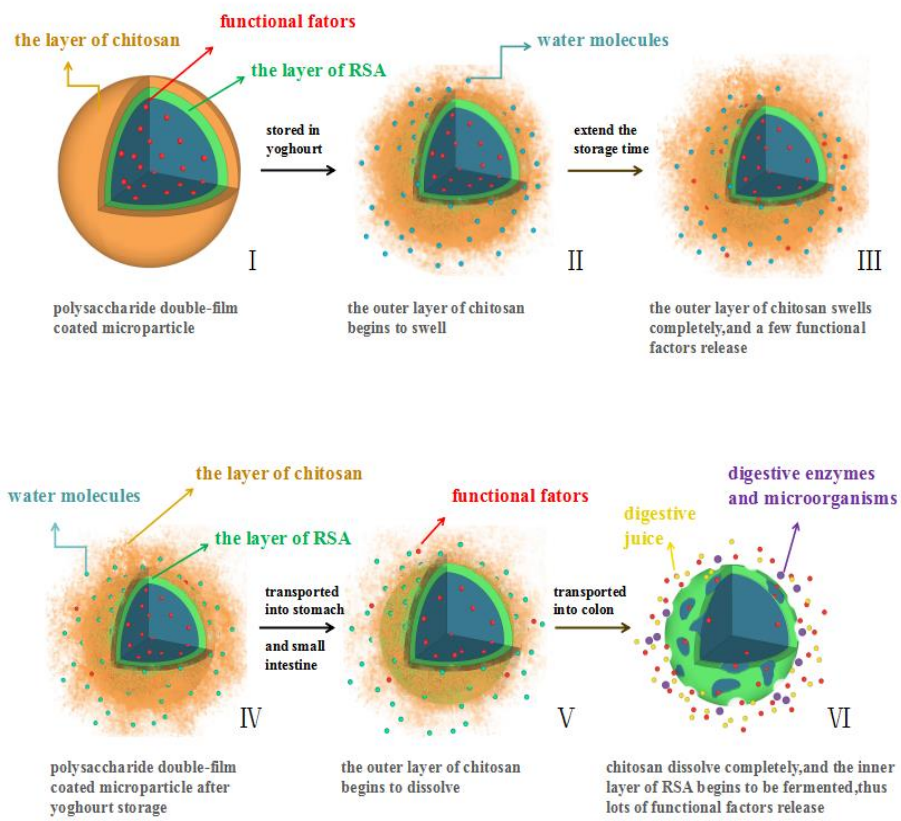 functional fators
the layer of chitosan
the layer of RSA
water molecules
stored in
yoghourt
extend the
storage time
I
II
III
polysaccharide double-film
coated microparticle
the outer layer of chitosan
begins to swell
the outer layer of chitosan swells
completely,and a few functional
factors release
water molecules
the layer of chitosan
the layer of RSA
functional fators
digestive enzymes
and microorganisms
digestive
juice
transported
into stomach
and small
intestine
transported
into colon
IV
V
VI
polysaccharide double-film
coated microparticle after
yoghourt storage
the outer layer of chitosan
begins to dissolve
chitosan dissolve completely,and the inner
layer of RSA begins to be fermented,thus
lots of functional factors release